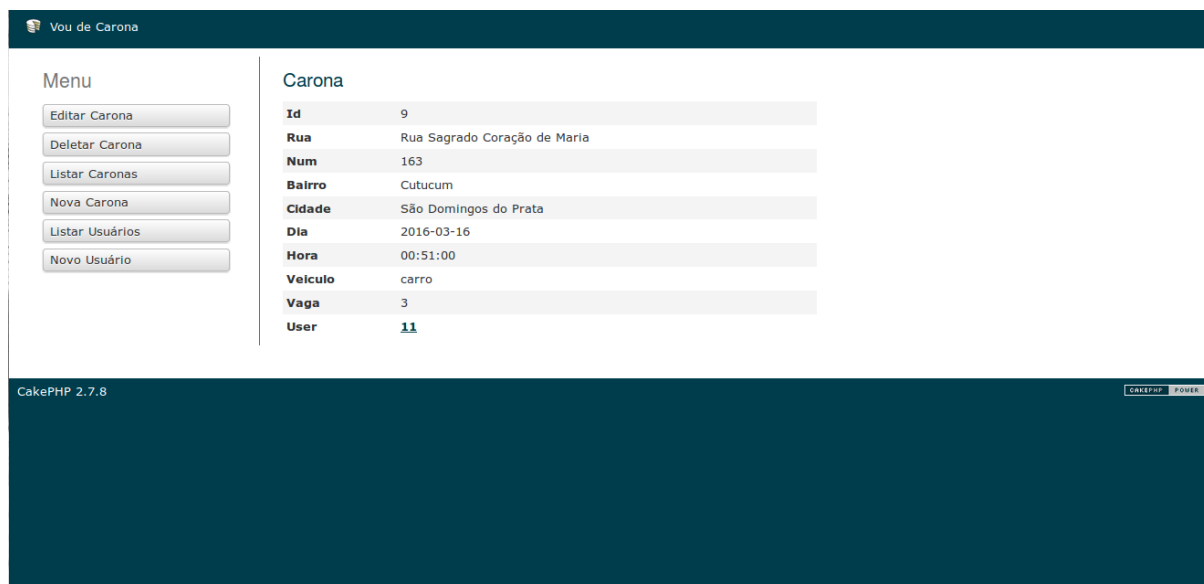 Vou de Carona
Menu
Editar Carona
Deletar Carona
Listar Caronas
Nova Carona
Listar Usuários
Novo Usuário
Carona
Id 9
Rua Rua Sagrado Coração de Maria
Num 163
Bairro Cutucum
Cidade São Domingos do Prata
Dia 2016-03-16
Hora 00:51:00
Veiculo carro
Vaga 3
User 11
CakePHP 2.7.8
CAKEPHP POWER